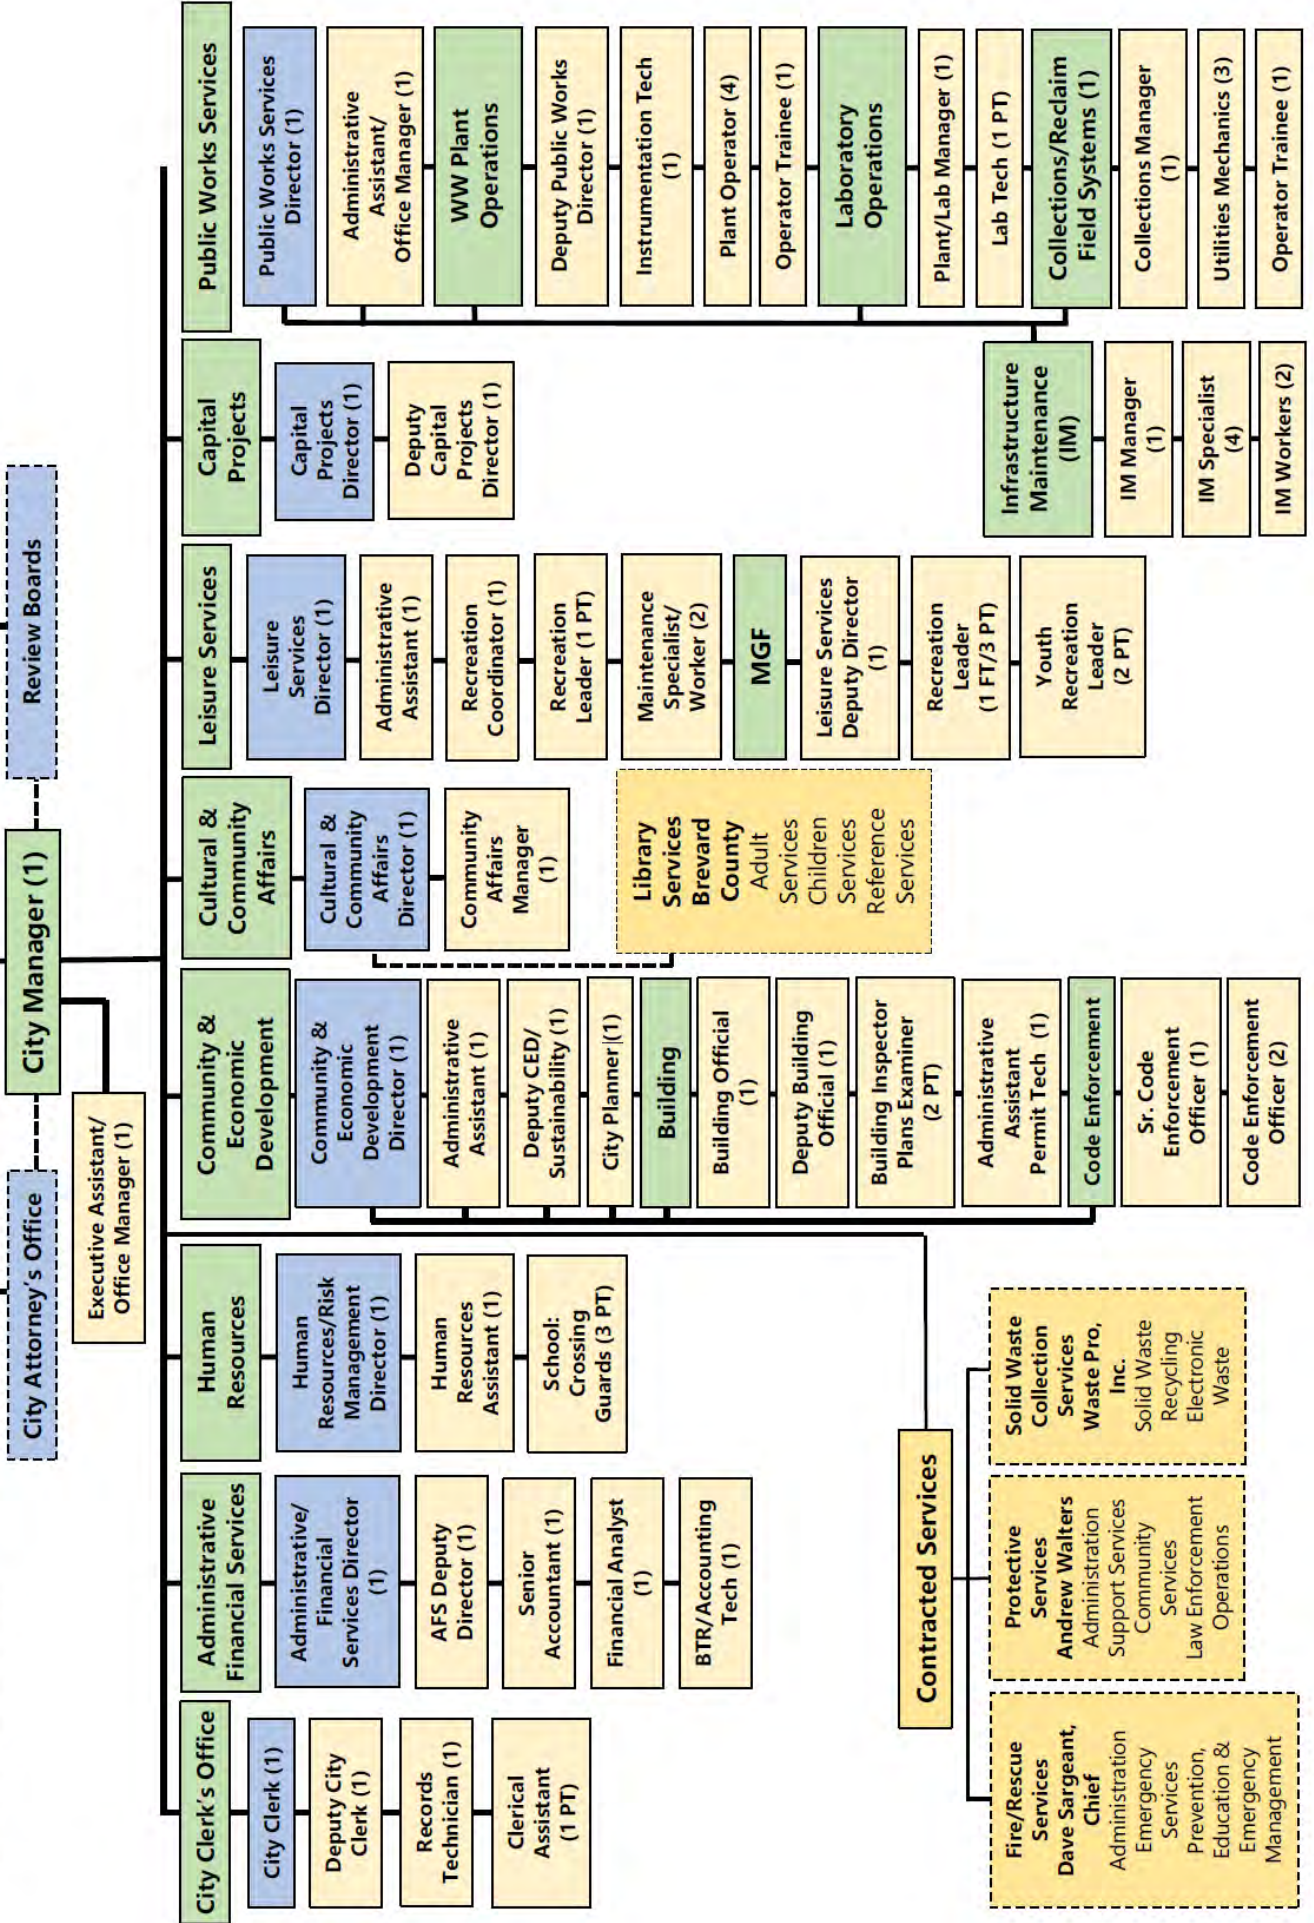 City Attorney's Office
City Manager (1)
Review Boards
Executive Assistant/
Office Manager (1)
City Clerk's Office
City Clerk (1)
Deputy City
Clerk (1)
Records
Technician (1)
Clerical
Assistant
(1 PT)
Administrative
Financial Services
Administrative/
Financial
Services Director
(1)
AFS Deputy
Director (1)
Senior
Accountant (1)
Financial Analyst
(1)
BTR/Accounting
Tech (1)
Human
Resources
Human
Resources/Risk
Management
Director (1)
Human
Resources
Assistant (1)
School:
Crossing
Guards (3 PT)
Community &
Economic
Development
Community &
Economic
Development
Director (1)
Administrative
Assistant (1)
Deputy CED/
Sustainability (1)
City Planner (1)
Building
Building Official
(1)
Deputy Building
Official (1)
Building Inspector
Plans Examiner
(2 PT)
Administrative
Assistant
Permit Tech (1)
Code Enforcement
Sr. Code
Enforcement
Officer (1)
Code Enforcement
Officer (2)
Cultural &
Community
Affairs
Cultural &
Community
Affairs
Director (1)
Community
Affairs
Manager
(1)
Library
Services
Brevard
County
Adult
Services
Children
Services
Reference
Services
Leisure Services
Leisure
Services
Director (1)
Administrative
Assistant (1)
Recreation
Coordinator (1)
Recreation
Leader (1 PT)
Maintenance
Specialist/
Worker (2)
MGF
Leisure Services
Deputy Director
(1)
Recreation
Leader
(1 FT/3 PT)
Youth
Recreation
Leader
(2 PT)
Capital
Projects
Capital
Projects
Director (1)
Deputy
Capital
Projects
Director (1)
Infrastructure
Maintenance
(IM)
IM Manager
(1)
IM Specialist
(4)
IM Workers (2)
Public Works Services
Public Works Services
Director (1)
Administrative
Assistant/
Office Manager (1)
WW Plant
Operations
Deputy Public Works
Director (1)
Instrumentation Tech
(1)
Plant Operator (4)
Operator Trainee (1)
Laboratory
Operations
Plant/Lab Manager (1)
Lab Tech (1 PT)
Collections/Reclaim
Field Systems (1)
Collections Manager
(1)
Utilities Mechanics (3)
Operator Trainee (1)
Contracted Services
Fire/Rescue
Services
Dave Sargeant,
Chief
Administration
Emergency
Services
Prevention,
Education &
Emergency
Management
Protective
Services
Andrew Walters
Administration
Support Services
Community
Services
Law Enforcement
Operations
Solid Waste
Collection
Services
Waste Pro,
Inc.
Solid Waste
Recycling
Electronic
Waste